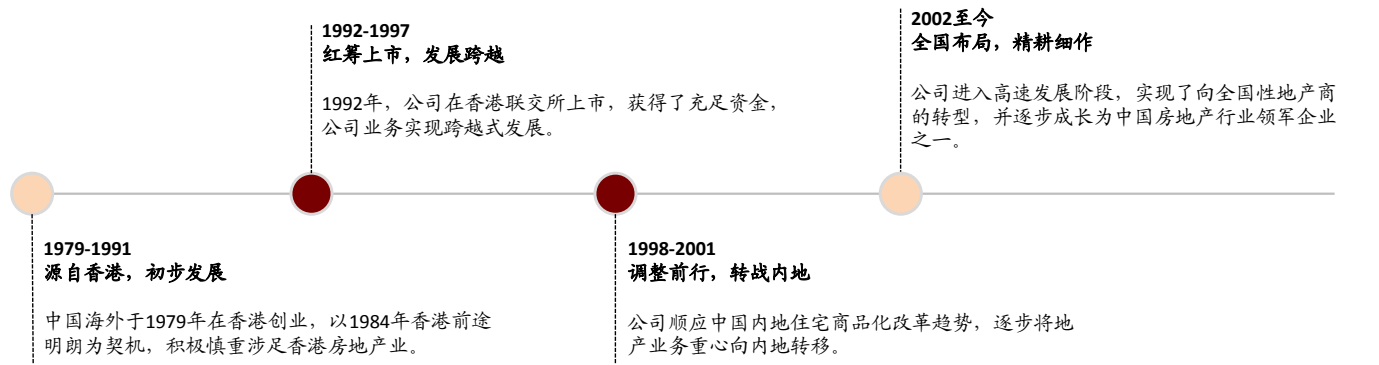 1979-1991
源自香港，初步发展
中国海外于1979年在香港创业，以1984年香港前途
明朗为契机，积极慎重涉足香港房地产业。
1992-1997
红筹上市，发展跨越
1992年，公司在香港联交所上市，获得了充足资金，
公司业务实现跨越式发展。
1998-2001
调整前行，转战内地
公司顺应中国内地住宅商品化改革趋势，逐步将地
产业务重心向内地转移。
2002至今
全国布局，精耕细作
公司进入高速发展阶段，实现了向全国性地产商
的转型，并逐步成长为中国房地产行业领军企业
之一。